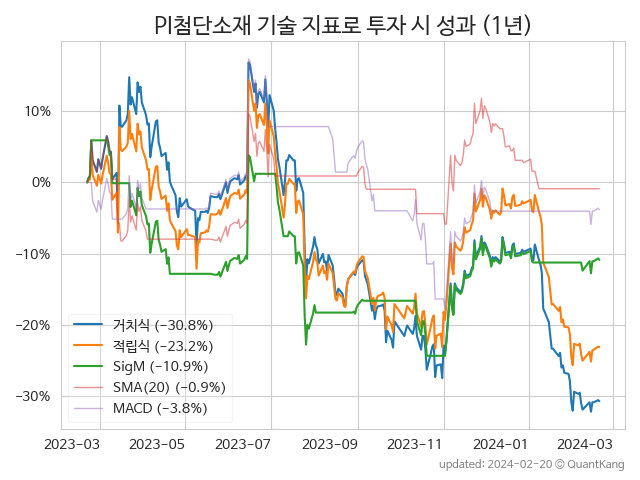 PI첨단소재 기술 지표로 투자 시 성과 (1년)
10%
0%
−10%
−20%
−30%
거치식 (−30.8%)
적립식 (−23.2%)
SigM (−10.9%)
SMA(20) (−0.9%)
MACD (−3.8%)
2023-03 2023-05 2023-07 2023-09 2023-11 2024-01 2024-03
updated: 2024-02-20 © QuantKang